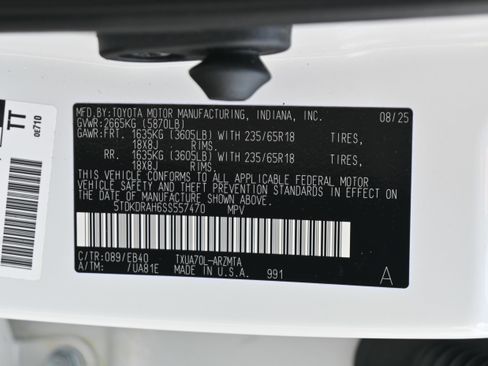 MFD.BY:TOYOTA MOTOR MANUFACTURING, INDIANA, INC. 08/25
GVWR:2665KG (5870LB)
GAWR:FRT. 1635KG (3605LB) WITH 235/65R18 TIRES,
18X8J RIMS.
RR. 1635KG (3605LB) WITH 235/65R18 TIRES,
18X8J RIMS.
THIS VEHICLE CONFORMS TO ALL APPLICABLE FEDERAL MOTOR
VEHICLE SAFETY AND THEFT PREVENTION STANDARDS IN EFFECT ON
THE DATE OF MANUFACTURE SHOWN ABOVE.
5TDKDRAH6SS557470 MPV
C/TR:089/EB40 TXUA70L-ARZMTA
A/TM: /UA81E MADE IN U.S.A. 991 A
TT
0E710